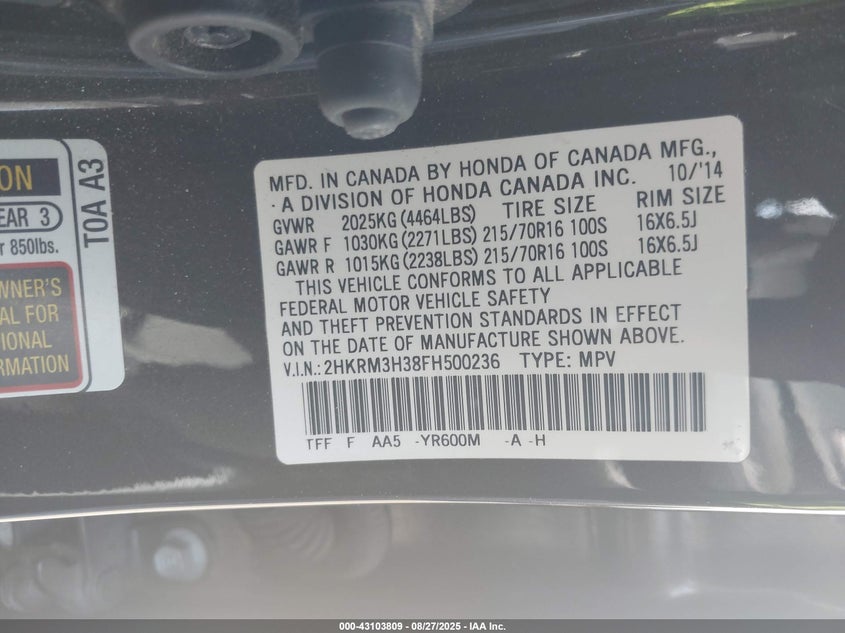 ON
EAR 3
r 850lbs.
WNER'S
AL FOR
IONAL
RMATION
T0A A3
MFD. IN CANADA BY HONDA OF CANADA MFG.,
A DIVISION OF HONDA CANADA INC. 10/'14
GVWR 2025KG (4464LBS) TIRE SIZE RIM SIZE
GAWR F 1030KG (2271LBS) 215/70R16 100S 16X6.5J
GAWR R 1015KG (2238LBS) 215/70R16 100S 16X6.5J
THIS VEHICLE CONFORMS TO ALL APPLICABLE
FEDERAL MOTOR VEHICLE SAFETY
AND THEFT PREVENTION STANDARDS IN EFFECT
ON THE DATE OF MANUFACTURE SHOWN ABOVE.
V.I.N.: 2HKRM3H38FH500236 TYPE: MPV
TFF F AA5 -YR600M -A -H
000-43103809 - 08/27/2025 - IAA Inc.